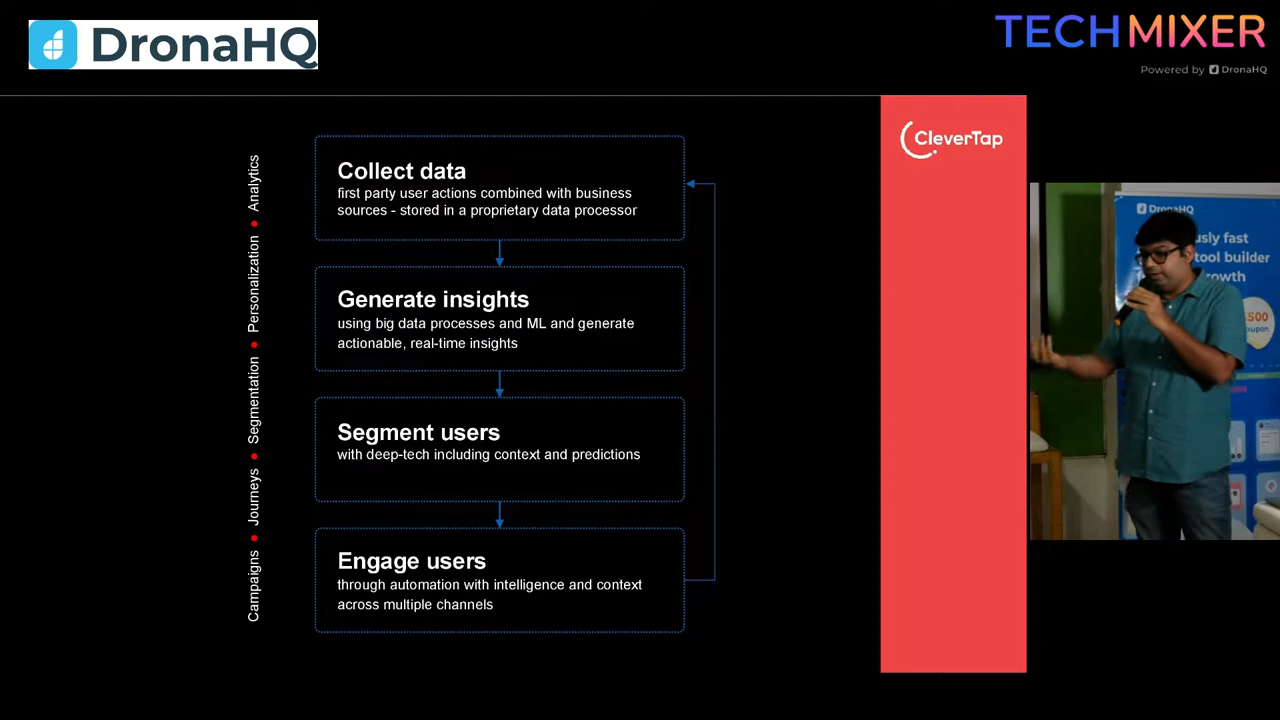 DronaHQ
TECHMIXER
Powered by DronaHQ
CleverTap
Campaigns • Journeys • Segmentation • Personalization • Analytics
Collect data
first party user actions combined with business
sources - stored in a proprietary data processor
Generate insights
using big data processes and ML and generate
actionable, real-time insights
Segment users
with deep-tech including context and predictions
Engage users
through automation with intelligence and context
across multiple channels
DronaHQ
fast
tool builder
500